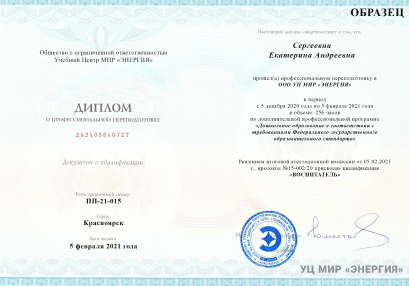 ОБРАЗЕЦ
Общество с ограниченной ответственностью
Учебный Центр МИР «ЭНЕРГИЯ»
ДИПЛОМ
О ПРОФЕССИОНАЛЬНОЙ ПЕРЕПОДГОТОВКЕ
Документ о квалификации
Регистрационный номер
ПП-21-015
Город
Красноярск
Дата выдачи
5 февраля 2021 года
Настоящий диплом свидетельствует о том, что
Сергеевна
Екатерина Андреевна
прошел(а) профессиональную переподготовку в
ООО УЦ МИР «ЭНЕРГИЯ»
в период
с 5 декабря 2020 года по 5 февраля 2021 года
в объеме 256 часов
по дополнительной профессиональной программе
«Дошкольное образование в соответствии с
требованиями Федерального государственного
образовательного стандарта»
Решением итоговой аттестационной комиссии от 05.02.2021
г., протокол №15-002/20 присвоена квалификация
«ВОСПИТАТЕЛЬ»
УЦ МИР «ЭНЕРГИЯ»